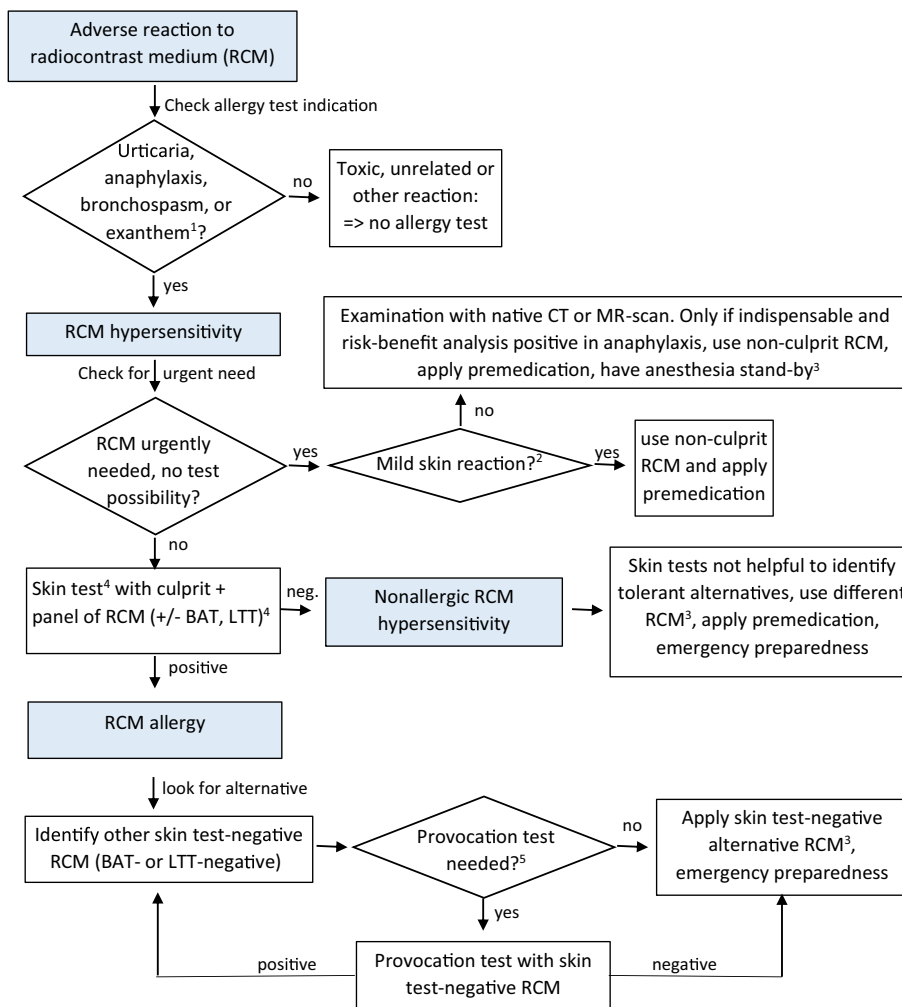 Adverse reaction to
radiocontrast medium (RCM)
Check allergy test indication
Urticaria,
anaphylaxis,
bronchospasm, or
exanthem¹?
no
Toxic, unrelated or
other reaction:
=> no allergy test
yes
RCM hypersensitivity
Examination with native CT or MR-scan. Only if indispensable and
risk-benefit analysis positive in anaphylaxis, use non-culprit RCM,
apply premedication, have anesthesia stand-by³
Check for urgent need
no
RCM urgently
needed, no test
possibility?
yes
Mild skin reaction?²
yes
use non-culprit
RCM and apply
premedication
no
Skin test⁴ with culprit +
panel of RCM (+/- BAT, LTT)⁴
neg.
Nonallergic RCM
hypersensitivity
Skin tests not helpful to identify
tolerant alternatives, use different
RCM³, apply premedication,
emergency preparedness
positive
RCM allergy
look for alternative
Identify other skin test-negative
RCM (BAT- or LTT-negative)
Provocation test
needed?⁵
no
Apply skin test-negative
alternative RCM³,
emergency preparedness
yes
positive
Provocation test with skin
test-negative RCM
negative